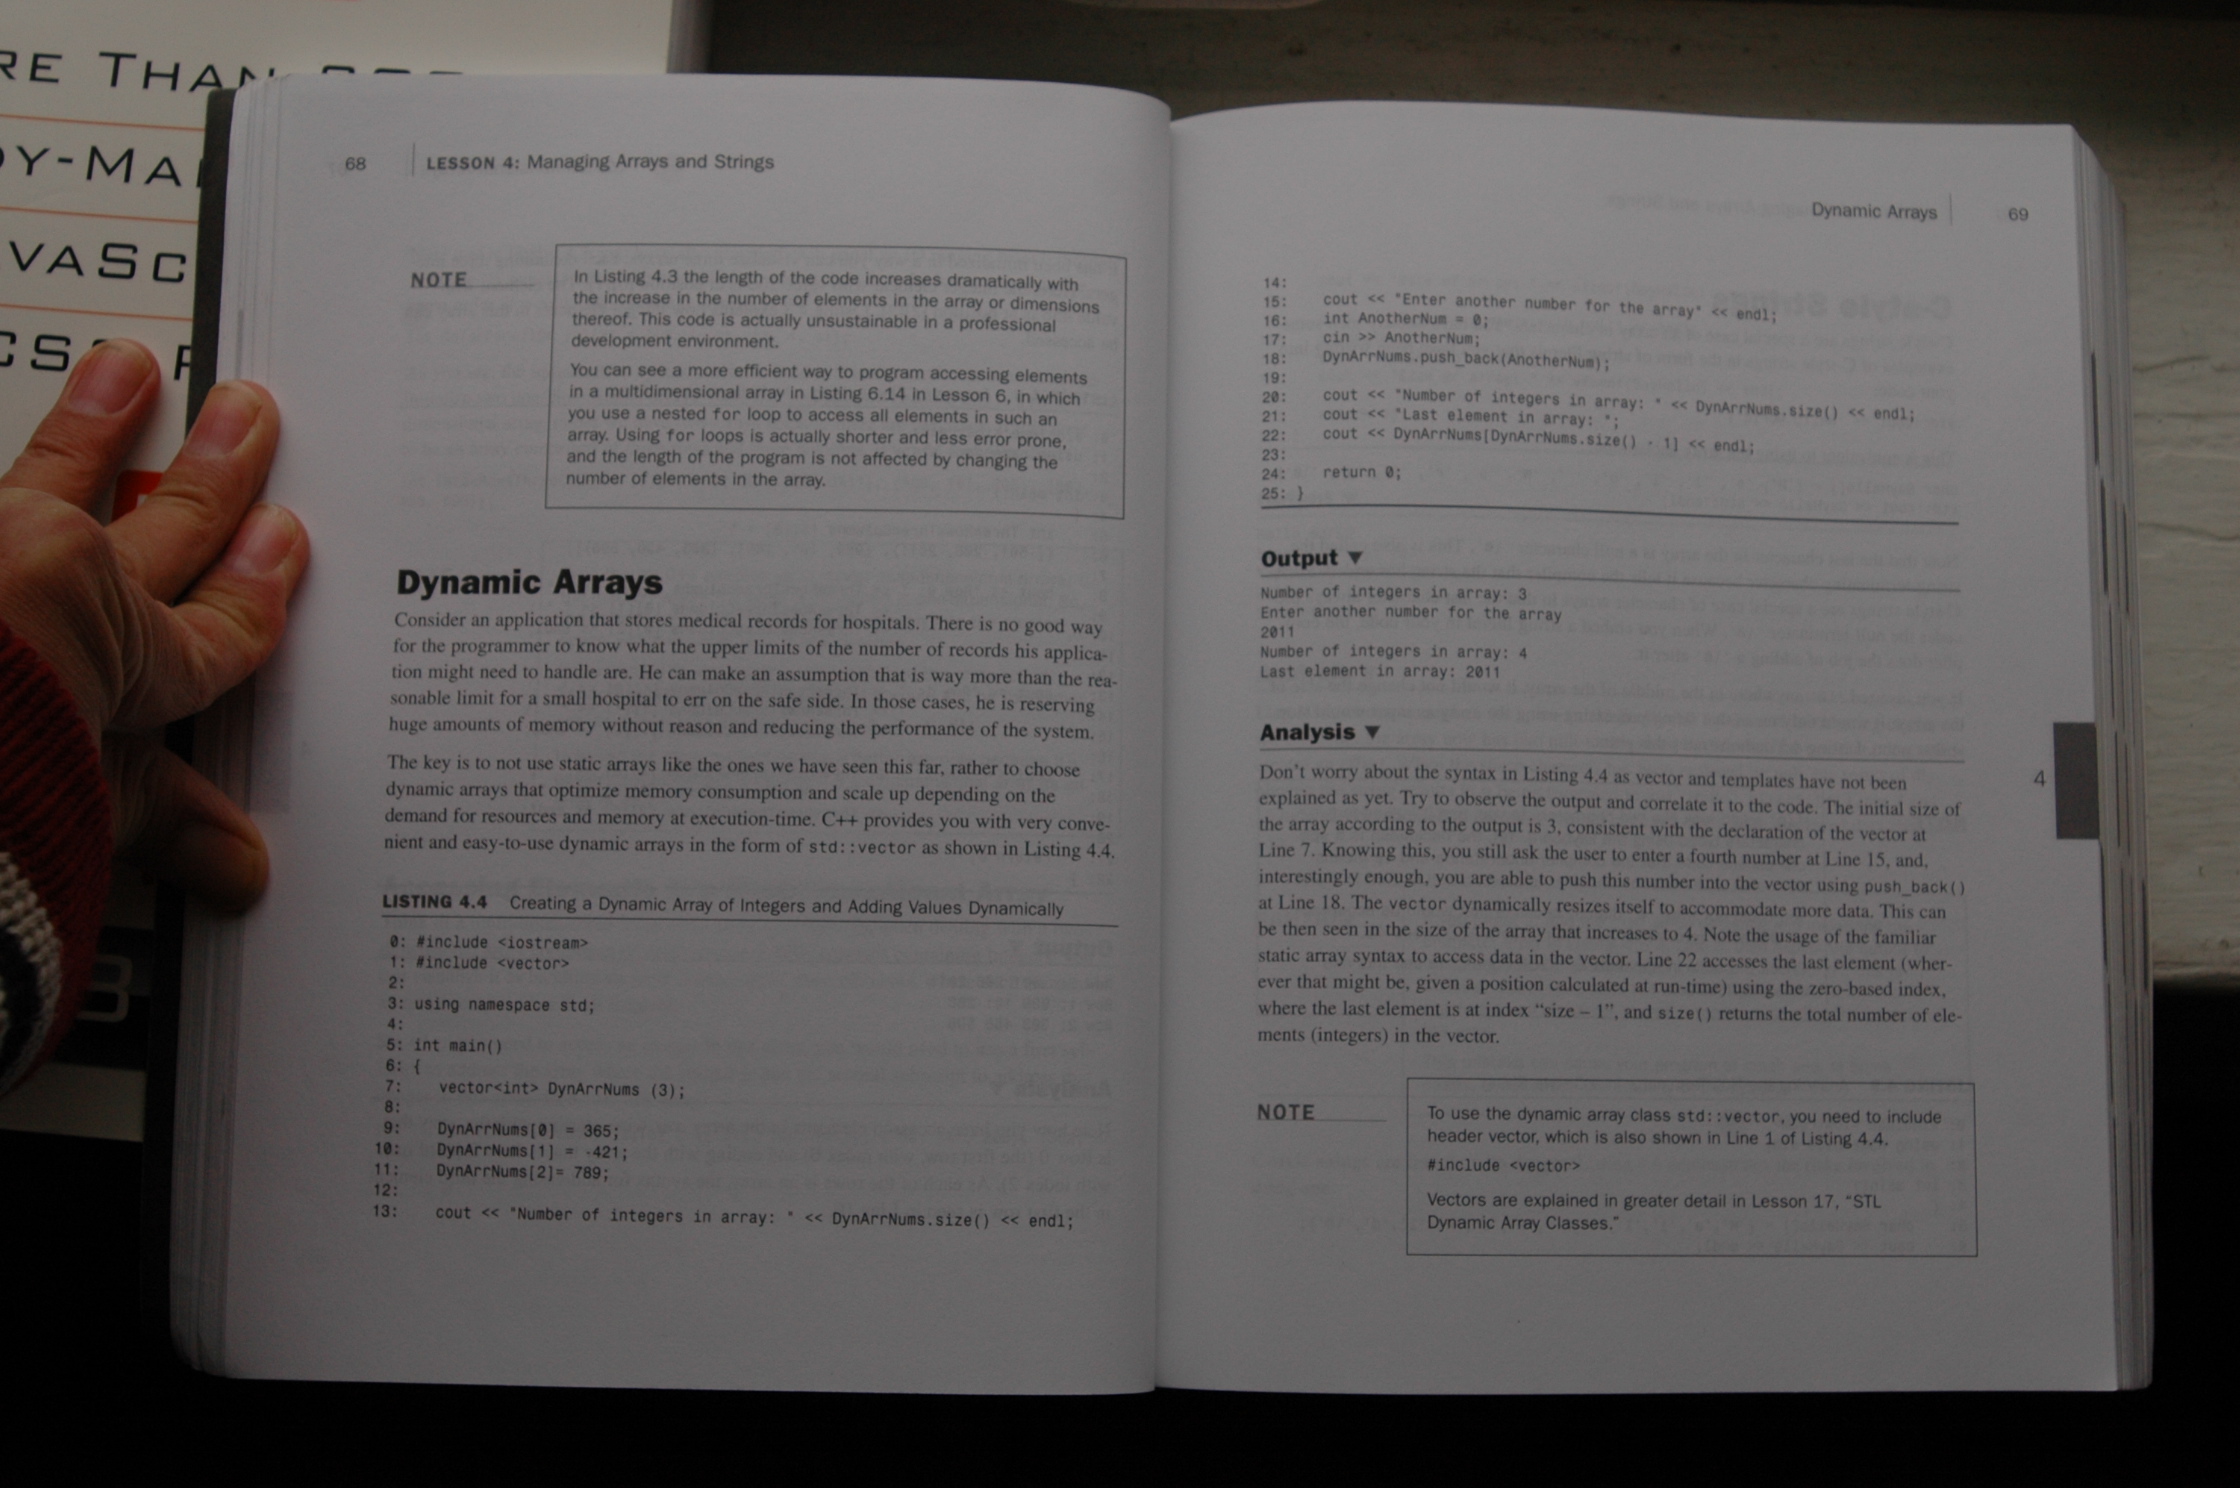 68
LESSON 4: Managing Arrays and Strings
NOTE
In Listing 4.3 the length of the code increases dramatically with
the increase in the number of elements in the array or dimensions
thereof. This code is actually unsustainable in a professional
development environment.
You can see a more efficient way to program accessing elements
in a multidimensional array in Listing 6.14 in Lesson 6, in which
you use a nested for loop to access all elements in such an
array. Using for loops is actually shorter and less error prone,
and the length of the program is not affected by changing the
number of elements in the array.
Dynamic Arrays
Consider an application that stores medical records for hospitals. There is no good way
for the programmer to know what the upper limits of the number of records his applica-
tion might need to handle are. He can make an assumption that is way more than the rea-
sonable limit for a small hospital to err on the safe side. In those cases, he is reserving
huge amounts of memory without reason and reducing the performance of the system.
The key is to not use static arrays like the ones we have seen this far, rather to choose
dynamic arrays that optimize memory consumption and scale up depending on the
demand for resources and memory at execution-time. C++ provides you with very conve-
nient and easy-to-use dynamic arrays in the form of std::vector as shown in Listing 4.4.
LISTING 4.4 Creating a Dynamic Array of Integers and Adding Values Dynamically
0: #include <iostream>
1: #include <vector>
2:
3: using namespace std;
4:
5: int main()
6: {
7: vector<int> DynArrNums (3);
8:
9: DynArrNums[0] = 365;
10: DynArrNums[1] = -421;
11: DynArrNums[2]= 789;
12:
13: cout << "Number of integers in array: " << DynArrNums.size() << endl;
Dynamic Arrays
69
14:
15: cout << "Enter another number for the array" << endl;
16: int AnotherNum = 0;
17: cin >> AnotherNum;
18: DynArrNums.push_back(AnotherNum);
19:
20: cout << "Number of integers in array: " << DynArrNums.size() << endl;
21: cout << "Last element in array: ";
22: cout << DynArrNums[DynArrNums.size() - 1] << endl;
23:
24: return 0;
25: }
Output ▼
Number of integers in array: 3
Enter another number for the array
2011
Number of integers in array: 4
Last element in array: 2011
Analysis ▼
Don't worry about the syntax in Listing 4.4 as vector and templates have not been
explained as yet. Try to observe the output and correlate it to the code. The initial size of
the array according to the output is 3, consistent with the declaration of the vector at
Line 7. Knowing this, you still ask the user to enter a fourth number at Line 15, and,
interestingly enough, you are able to push this number into the vector using push_back()
at Line 18. The vector dynamically resizes itself to accommodate more data. This can
be then seen in the size of the array that increases to 4. Note the usage of the familiar
static array syntax to access data in the vector. Line 22 accesses the last element (wher-
ever that might be, given a position calculated at run-time) using the zero-based index,
where the last element is at index "size – 1", and size() returns the total number of ele-
ments (integers) in the vector.
4
NOTE
To use the dynamic array class std::vector, you need to include
header vector, which is also shown in Line 1 of Listing 4.4.
#include <vector>
Vectors are explained in greater detail in Lesson 17, "STL
Dynamic Array Classes."
RE THAN
VASC